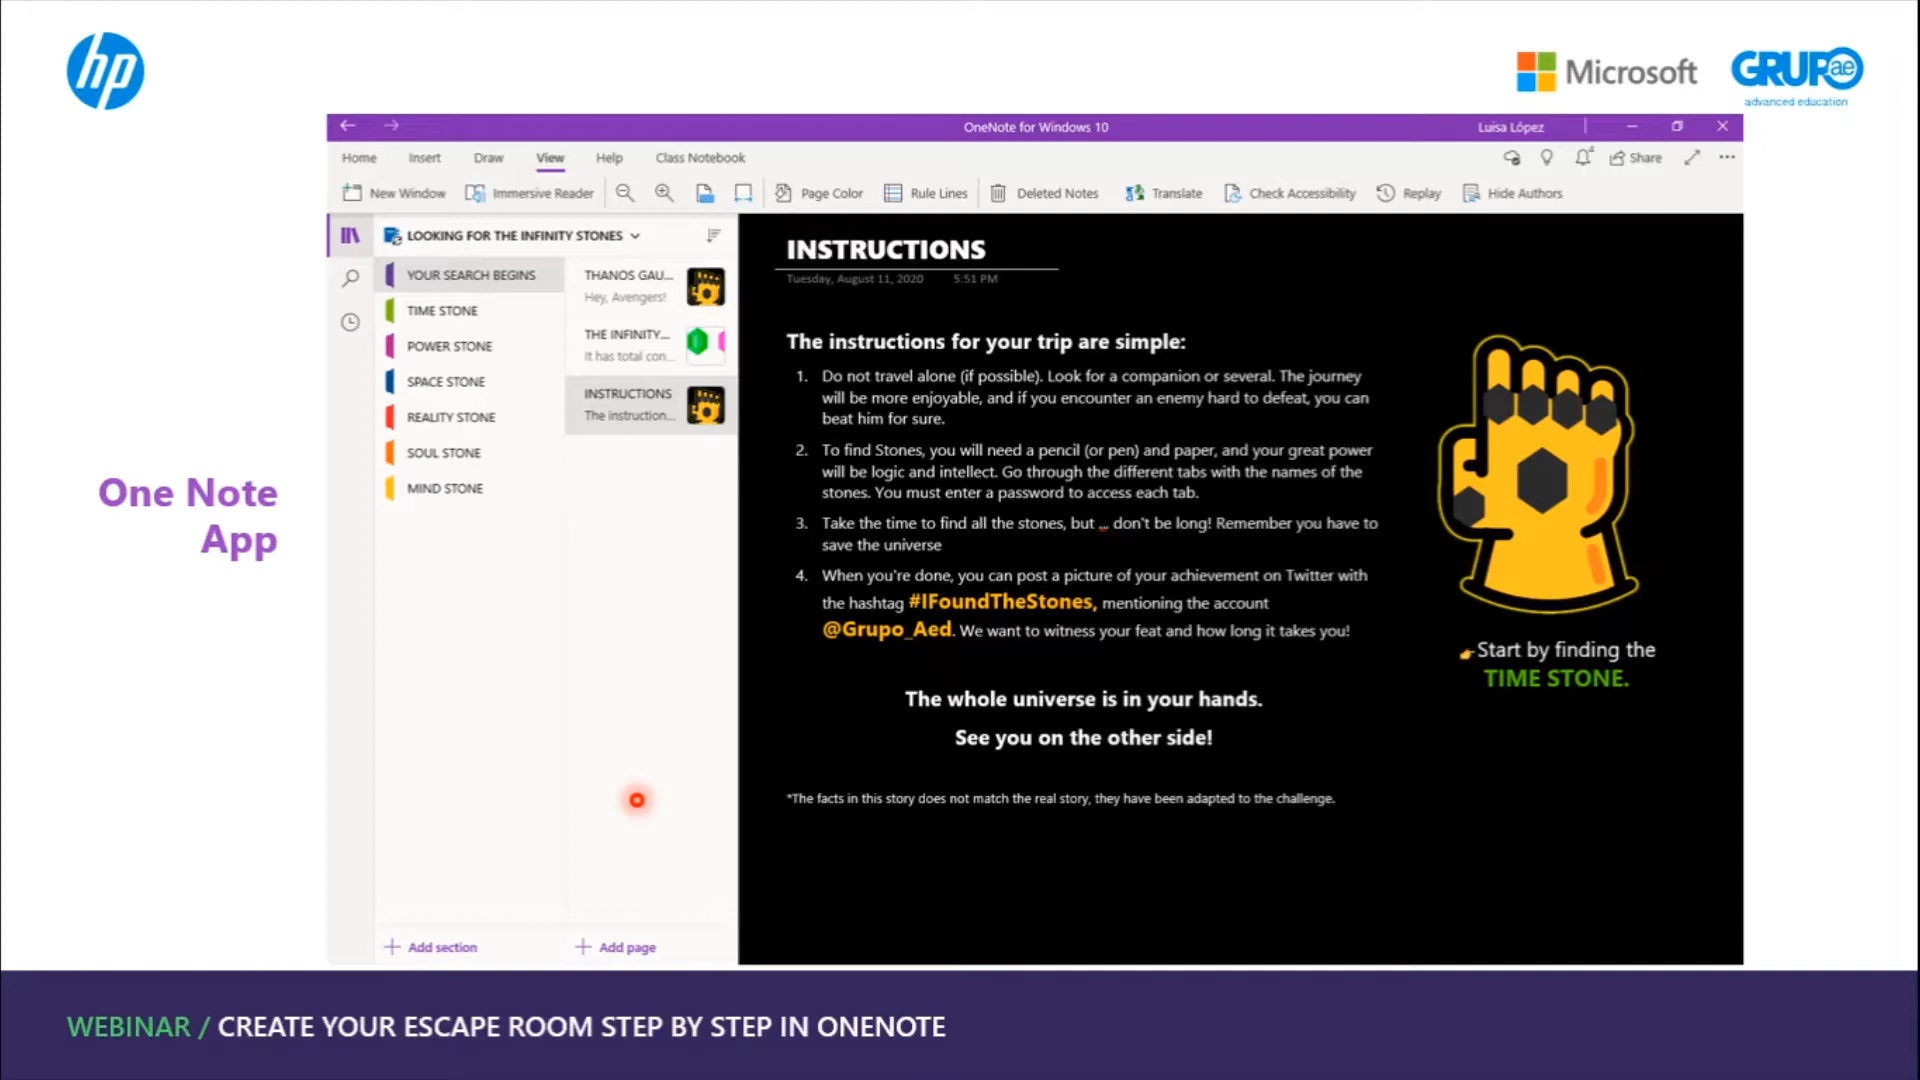 hp
Microsoft
GRUPO ae
advanced education
OneNote for Windows 10
Luisa López
Home Insert Draw View Help Class Notebook
Share
New Window Immersive Reader Page Color Rule Lines Deleted Notes Translate Check Accessibility Replay Hide Authors
LOOKING FOR THE INFINITY STONES
YOUR SEARCH BEGINS
TIME STONE
POWER STONE
SPACE STONE
REALITY STONE
SOUL STONE
MIND STONE
THANOS GAU...
Hey, Avengers!
THE INFINITY...
It has total con...
INSTRUCTIONS
The instruction...
Add section
Add page
INSTRUCTIONS
Tuesday, August 11, 2020 5:51 PM
The instructions for your trip are simple:
1. Do not travel alone (if possible). Look for a companion or several. The journey
will be more enjoyable, and if you encounter an enemy hard to defeat, you can
beat him for sure.
2. To find Stones, you will need a pencil (or pen) and paper, and your great power
will be logic and intellect. Go through the different tabs with the names of the
stones. You must enter a password to access each tab.
3. Take the time to find all the stones, but ... don't be long! Remember you have to
save the universe
4. When you're done, you can post a picture of your achievement on Twitter with
the hashtag #IFoundTheStones, mentioning the account
@Grupo_Aed. We want to witness your feat and how long it takes you!
The whole universe is in your hands.
See you on the other side!
*The facts in this story does not match the real story, they have been adapted to the challenge.
👉Start by finding the
TIME STONE.
One Note
App
WEBINAR / CREATE YOUR ESCAPE ROOM STEP BY STEP IN ONENOTE